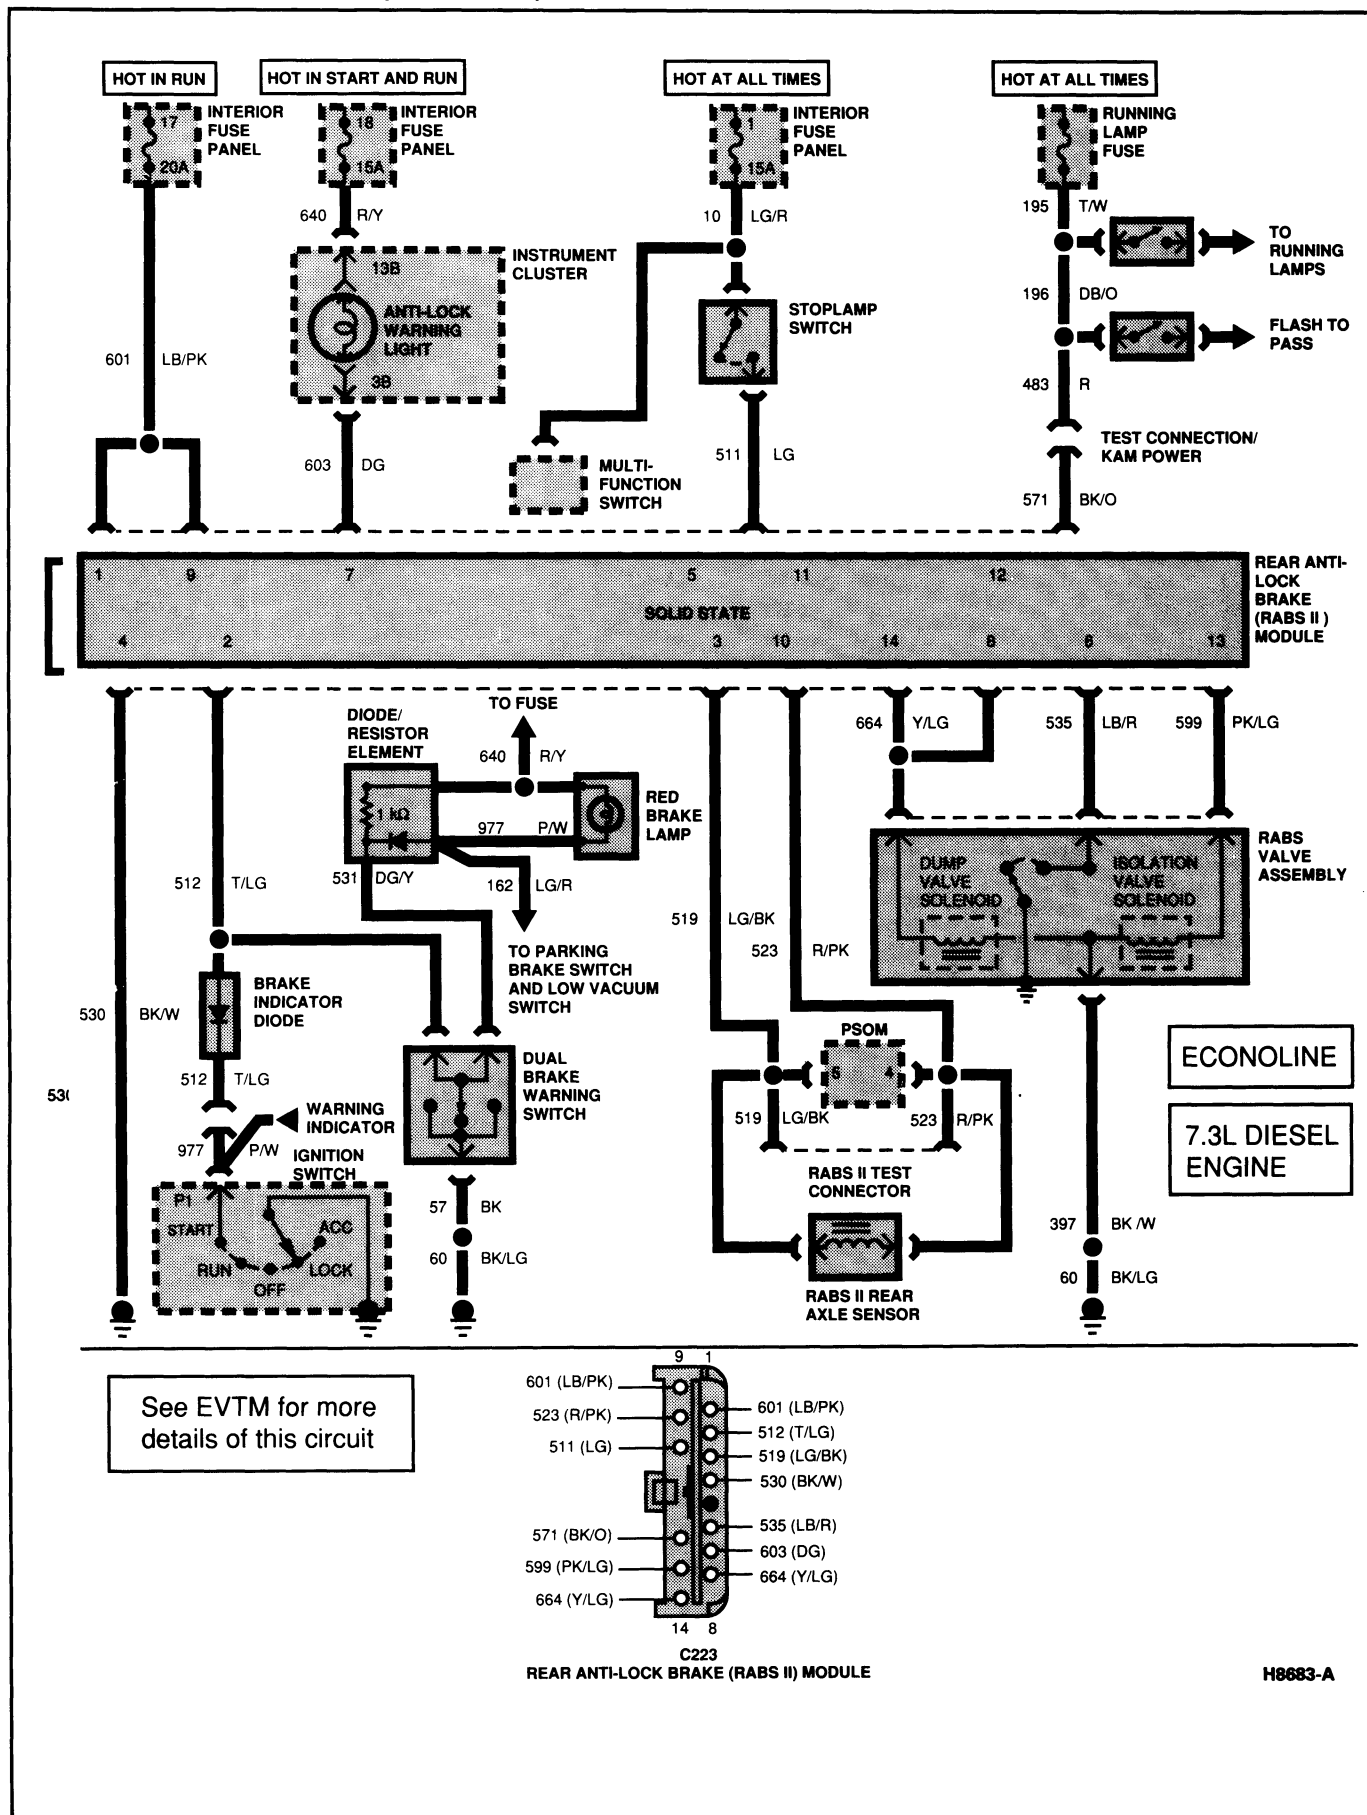 HOT IN RUN
HOT IN START AND RUN
HOT AT ALL TIMES
HOT AT ALL TIMES
17
20A
INTERIOR
FUSE
PANEL
18
15A
INTERIOR
FUSE
PANEL
1
15A
INTERIOR
FUSE
PANEL
RUNNING
LAMP
FUSE
640 R/Y
10 LG/R
195 T/W
TO
RUNNING
LAMPS
INSTRUMENT
CLUSTER
13B
ANTI-LOCK
WARNING
LIGHT
3B
STOPLAMP
SWITCH
196 DB/O
FLASH TO
PASS
601 LB/PK
483 R
TEST CONNECTION/
KAM POWER
603 DG
MULTI-
FUNCTION
SWITCH
511 LG
571 BK/O
1 9 7 5 11 12
SOLID STATE
4 2 3 10 14 8 6 13
REAR ANTI-
LOCK
BRAKE
(RABS II )
MODULE
DIODE/
RESISTOR
ELEMENT
TO FUSE
640 R/Y
1 kΩ
977 P/W
RED
BRAKE
LAMP
531 DG/Y
162 LG/R
TO PARKING
BRAKE SWITCH
AND LOW VACUUM
SWITCH
664 Y/LG
535 LB/R
599 PK/LG
DUMP
VALVE
SOLENOID
ISOLATION
VALVE
SOLENOID
RABS
VALVE
ASSEMBLY
512 T/LG
519 LG/BK
523 R/PK
BRAKE
INDICATOR
DIODE
530 BK/W
512 T/LG
530
WARNING
INDICATOR
977 P/W
IGNITION
SWITCH
P1
START
ACC
RUN
LOCK
OFF
DUAL
BRAKE
WARNING
SWITCH
57 BK
60 BK/LG
PSOM
5 4
519 LG/BK
523 R/PK
RABS II TEST
CONNECTOR
RABS II REAR
AXLE SENSOR
397 BK /W
60 BK/LG
ECONOLINE
7.3L DIESEL
ENGINE
See EVTM for more
details of this circuit
9 1
601 (LB/PK)
523 (R/PK)
511 (LG)
571 (BK/O)
599 (PK/LG)
664 (Y/LG)
601 (LB/PK)
512 (T/LG)
519 (LG/BK)
530 (BK/W)
535 (LB/R)
603 (DG)
664 (Y/LG)
14 8
C223
REAR ANTI-LOCK BRAKE (RABS II) MODULE
H8683-A